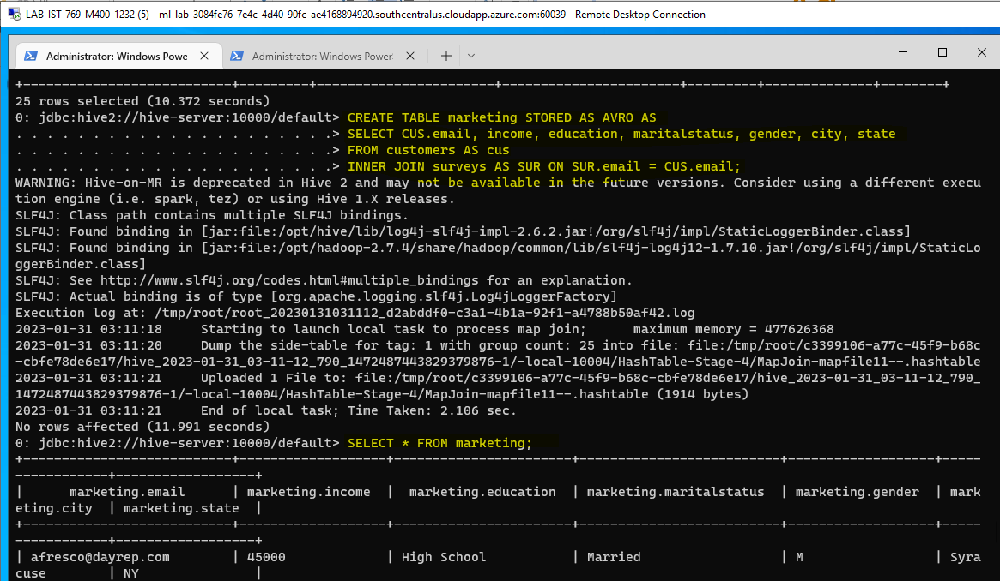 LAB-IST-769-M400-1232 (5) - ml-lab-3084fe76-7e4c-4d40-90fc-ae4168894920.southcentralus.cloudapp.azure.com:60039 - Remote Desktop Connection
Administrator: Windows Powe
Administrator: Windows Power
+---------------------------+---------+-----------------------+-----------------------+---------+--------------+--------+
25 rows selected (10.372 seconds)
0: jdbc:hive2://hive-server:10000/default> CREATE TABLE marketing STORED AS AVRO AS
. . . . . . . . . . . . . . . . . . . . .> SELECT CUS.email, income, education, maritalstatus, gender, city, state
. . . . . . . . . . . . . . . . . . . . .> FROM customers AS cus
. . . . . . . . . . . . . . . . . . . . .> INNER JOIN surveys AS SUR ON SUR.email = CUS.email;
WARNING: Hive-on-MR is deprecated in Hive 2 and may not be available in the future versions. Consider using a different execu
tion engine (i.e. spark, tez) or using Hive 1.X releases.
SLF4J: Class path contains multiple SLF4J bindings.
SLF4J: Found binding in [jar:file:/opt/hive/lib/log4j-slf4j-impl-2.6.2.jar!/org/slf4j/impl/StaticLoggerBinder.class]
SLF4J: Found binding in [jar:file:/opt/hadoop-2.7.4/share/hadoop/common/lib/slf4j-log4j12-1.7.10.jar!/org/slf4j/impl/StaticLo
ggerBinder.class]
SLF4J: See http://www.slf4j.org/codes.html#multiple_bindings for an explanation.
SLF4J: Actual binding is of type [org.apache.logging.slf4j.Log4jLoggerFactory]
Execution log at: /tmp/root/root_20230131031112_d2abddf0-c3a1-4b1a-92f1-a4788b50af42.log
2023-01-31 03:11:18     Starting to launch local task to process map join;      maximum memory = 477626368
2023-01-31 03:11:20     Dump the side-table for tag: 1 with group count: 25 into file: file:/tmp/root/c3399106-a77c-45f9-b68c
-cbfe78de6e17/hive_2023-01-31_03-11-12_790_1472487443829379876-1/-local-10004/HashTable-Stage-4/MapJoin-mapfile11--.hashtable
2023-01-31 03:11:21     Uploaded 1 File to: file:/tmp/root/c3399106-a77c-45f9-b68c-cbfe78de6e17/hive_2023-01-31_03-11-12_790_
1472487443829379876-1/-local-10004/HashTable-Stage-4/MapJoin-mapfile11--.hashtable (1914 bytes)
2023-01-31 03:11:21     End of local task; Time Taken: 2.106 sec.
No rows affected (11.991 seconds)
0: jdbc:hive2://hive-server:10000/default> SELECT * FROM marketing;
+---------------------------+-------------------+-----------------------+--------------------------+-------------------+-----
------------+------------------+
|      marketing.email      | marketing.income  |  marketing.education  | marketing.maritalstatus  | marketing.gender  | mark
eting.city  | marketing.state  |
+---------------------------+-------------------+-----------------------+--------------------------+-------------------+-----
------------+------------------+
| afresco@dayrep.com        | 45000             | High School           | Married                  | M                 | Syra
cuse        | NY               |